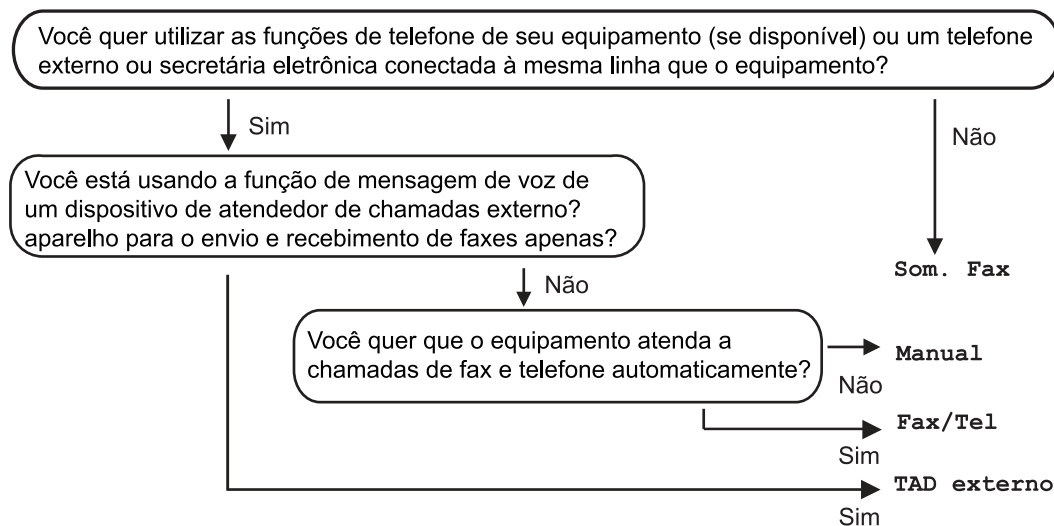 Você quer utilizar as funções de telefone de seu equipamento (se disponível) ou um telefone
externo ou secretária eletrônica conectada à mesma linha que o equipamento?
Sim
Não
Você está usando a função de mensagem de voz de
um dispositivo de atendedor de chamadas externo?
aparelho para o envio e recebimento de faxes apenas?
Som. Fax
Não
Você quer que o equipamento atenda a
chamadas de fax e telefone automaticamente?
Manual
Não
Fax/Tel
Sim
TAD externo
Sim